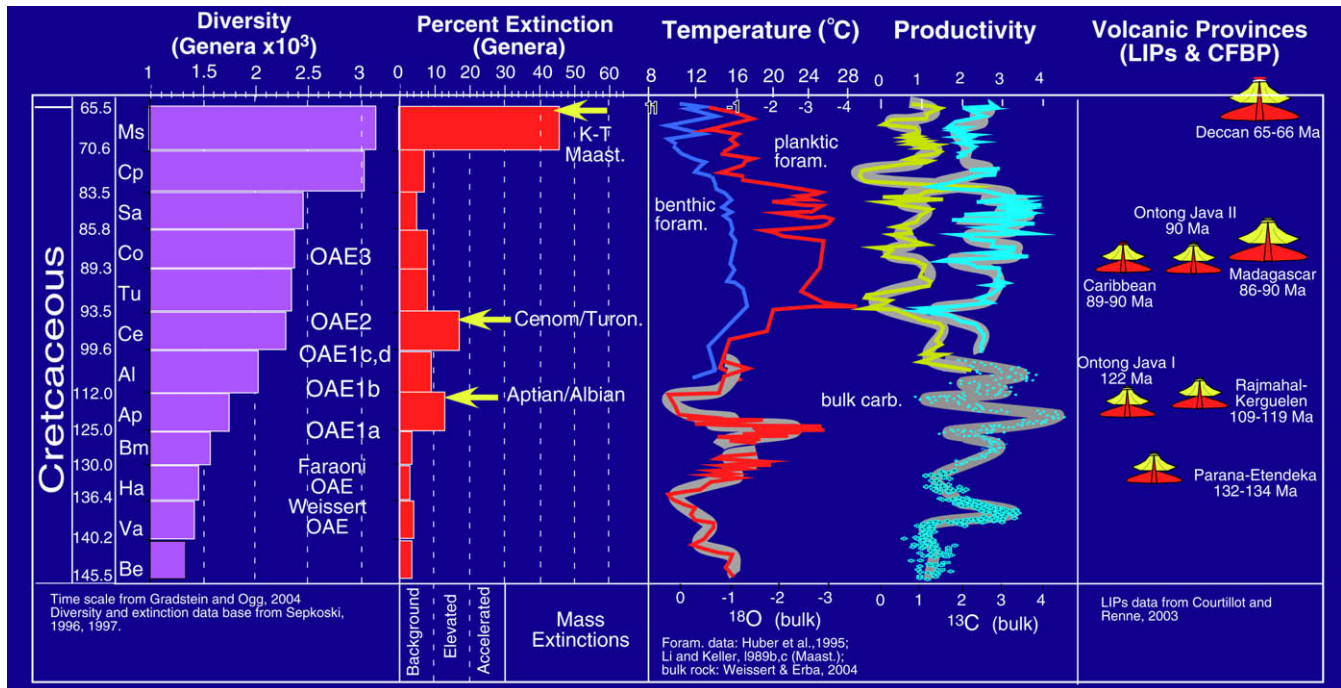 Diversity
(Genera x10³)
1 1.5 2 2.5 3
Percent Extinction
(Genera)
0 10 20 30 40 50 60
Temperature (°C)
8 12 16 20 24 28
-1 -2 -3 -4
Productivity
0 1 2 3 4
Volcanic Provinces
(LIPs & CFBP)
Cretcaceous
65.5
Ms
70.6
Cp
83.5
Sa
85.8
Co
89.3
Tu
93.5
Ce
99.6
Al
112.0
Ap
125.0
Bm
130.0
Ha
136.4
Va
140.2
Be
145.5
OAE3
OAE2
OAE1c,d
OAE1b
OAE1a
Faraoni
OAE
Weissert
OAE
K-T
Maast.
Cenom/Turon.
Aptian/Albian
planktic
foram.
benthic
foram.
bulk carb.
Deccan 65-66 Ma
Ontong Java II
90 Ma
Caribbean
89-90 Ma
Madagascar
86-90 Ma
Ontong Java I
122 Ma
Rajmahal-
Kerguelen
109-119 Ma
Parana-Etendeka
132-134 Ma
Time scale from Gradstein and Ogg, 2004
Diversity and extinction data base from Sepkoski,
1996, 1997.
Background
Elevated
Accelerated
Mass
Extinctions
0 -1 -2 -3
18O (bulk)
Foram. data: Huber et al.,1995;
Li and Keller, l989b,c (Maast.);
bulk rock: Weissert & Erba, 2004
0 1 2 3 4
13C (bulk)
LIPs data from Courtillot and
Renne, 2003